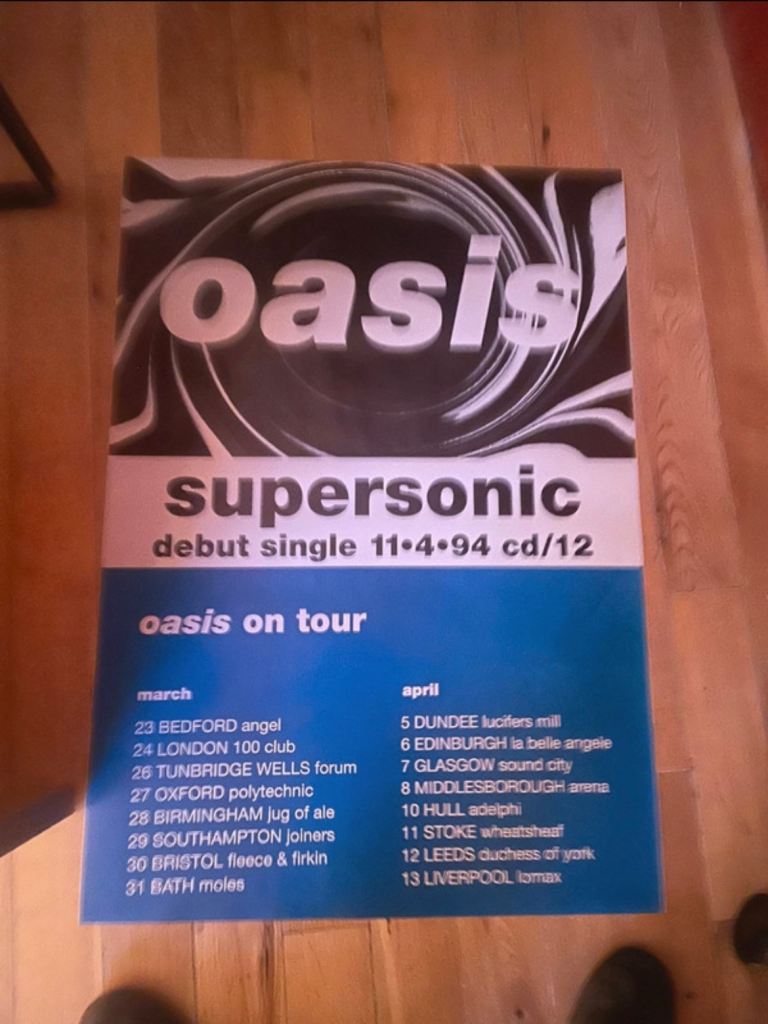 oasis
supersonic
debut single 11•4•94 cd/12
oasis on tour
march
23 BEDFORD angel
24 LONDON 100 club
26 TUNBRIDGE WELLS forum
27 OXFORD polytechnic
28 BIRMINGHAM jug of ale
29 SOUTHAMPTON joiners
30 BRISTOL fleece & firkin
31 BATH moles
april
5 DUNDEE lucifers mill
6 EDINBURGH la belle angele
7 GLASGOW sound city
8 MIDDLESBOROUGH arena
10 HULL adelphi
11 STOKE wheatsheaf
12 LEEDS duchess of york
13 LIVERPOOL lomax